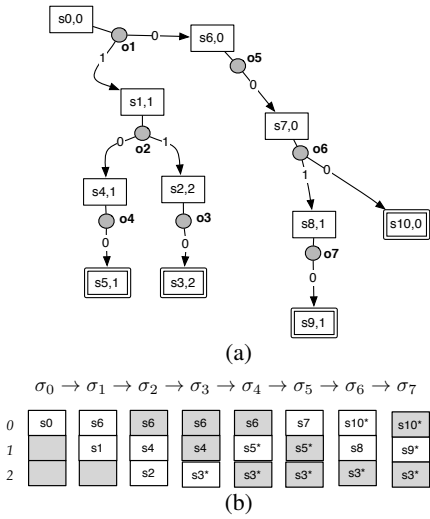 s0,0
o1
0
s6,0
o5
1
0
s1,1
s7,0
o2
0
1
o6
1
0
s4,1
s2,2
o4
o3
s8,1
s10,0
0
0
o7
s5,1
s3,2
0
s9,1
(a)
σ0 → σ1 → σ2 → σ3 → σ4 → σ5 → σ6 → σ7
0 s0 s6 s6 s6 s6 s7 s10* s10*
1 s1 s4 s4 s5* s5* s8 s9*
2 s2 s3* s3* s3* s3* s3*
(b)